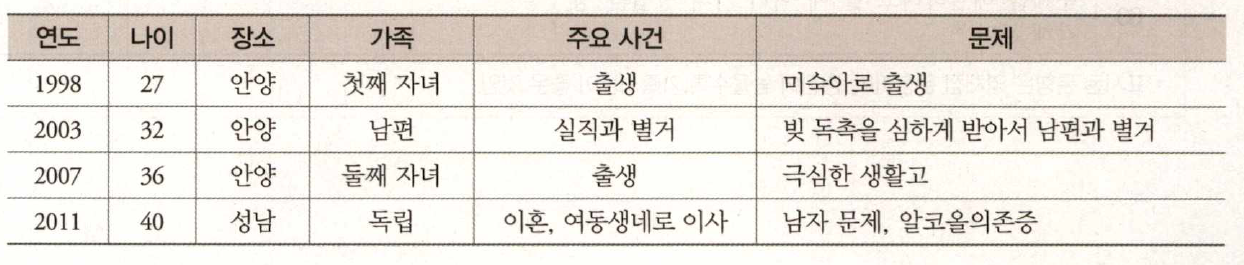 연도 나이 장소 가족 주요 사건 문제
1998 27 안양 첫째 자녀 출생 미숙아로 출생
2003 32 안양 남편 실직과 별거 빚 독촉을 심하게 받아서 남편과 별거
2007 36 안양 둘째 자녀 출생 극심한 생활고
2011 40 성남 독립 이혼, 여동생네로 이사 남자 문제, 알코올의존증